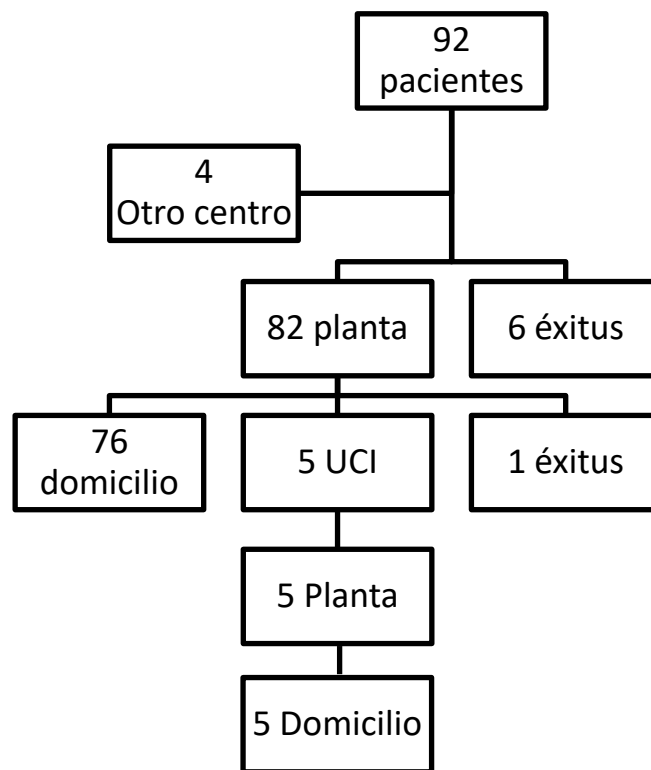 92
pacientes
4
Otro centro
82 planta
6 éxitus
76
domicilio
5 UCI
1 éxitus
5 Planta
5 Domicilio